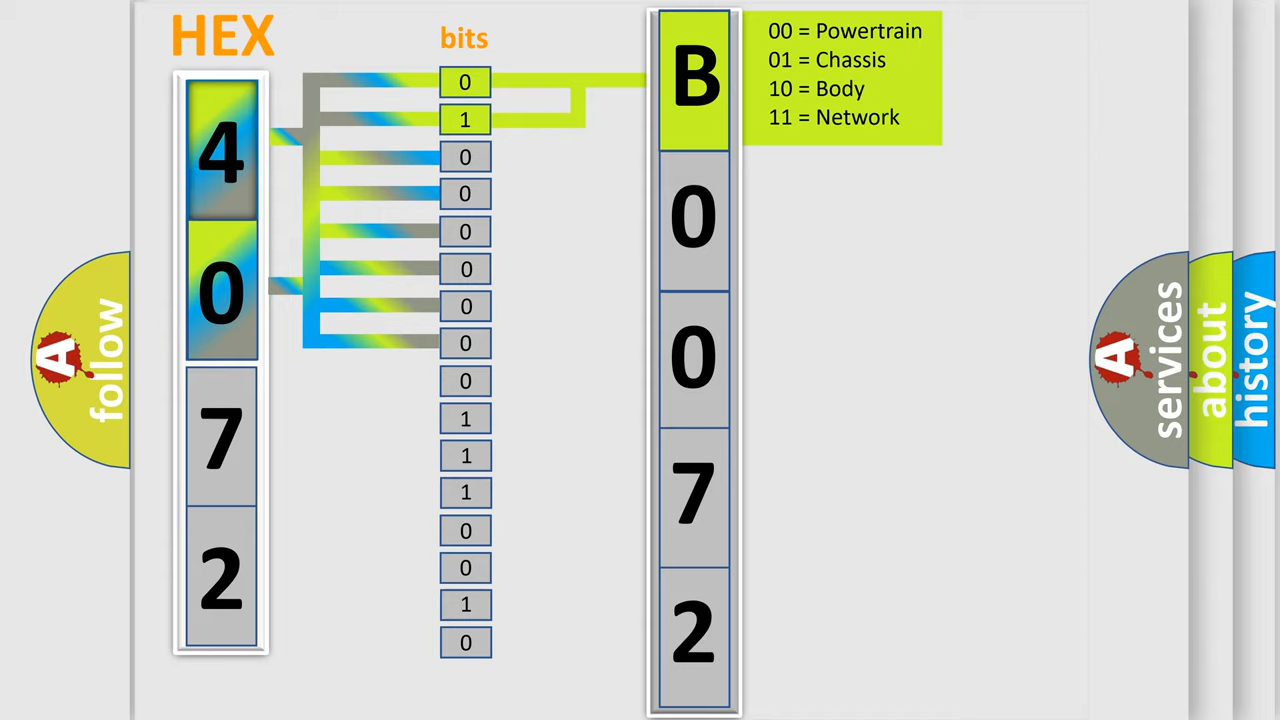 HEX
bits
4
0
7
2
0
1
0
0
0
0
0
0
0
1
1
1
0
0
1
0
B
0
0
7
2
00 = Powertrain
01 = Chassis
10 = Body
11 = Network
A
follow
A
services
about
history